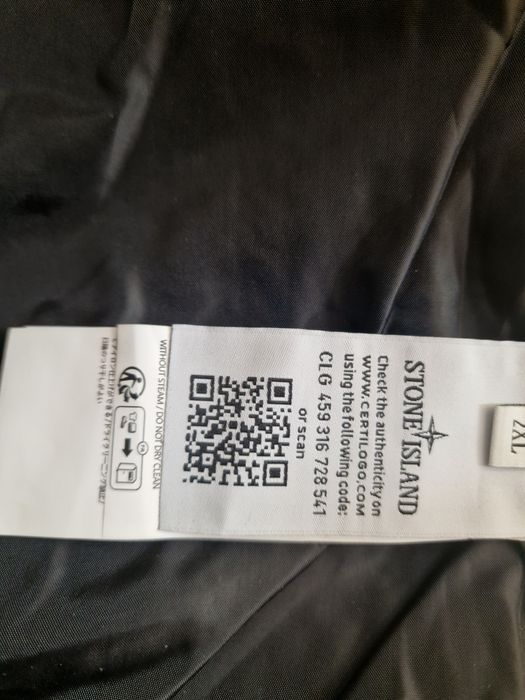 STONE ISLAND
Check the authenticity on
WWW.CERTILOGO.COM
using the following code:
CLG 459 316 728 541
or scan
WITHOUT STEAM / DO NOT DRY CLEAN
2XL